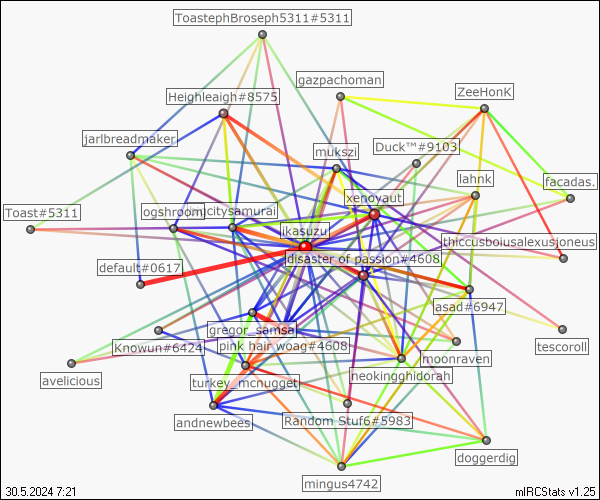 ToastephBroseph5311#5311
gazpachoman
ZeeHonK
Heighleaigh#8575
jarlbreadmaker
Duck™#9103
mukszi
lahnk
facadas.
xenoyaut
Toast#5311
ogshroom
citysamurai
ikasuzu
thiccusboiusalexusjoneus
disaster of passion#4608
default#0617
asad#6947
gregor_samsa
tescoroll
Knowun#6424
pink hair woag#4608
moonraven
avelicious
turkey_mcnugget
neokingghidorah
andnewbees
Random Stuf6#5983
doggerdig
mingus4742
30.5.2024 7:21
mIRCStats v1.25